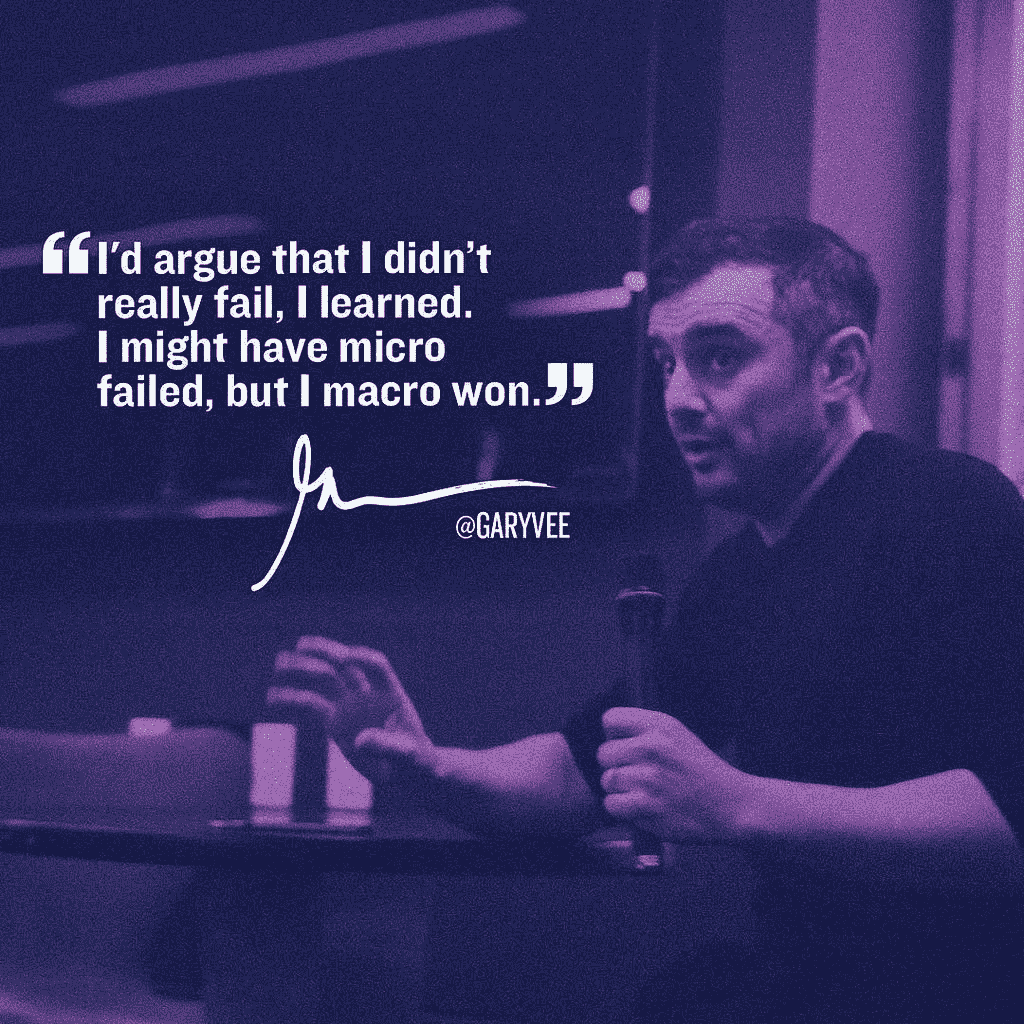 “I’d argue that I didn’t
really fail, I learned.
I might have micro
failed, but I macro won.”
@GARYVEE